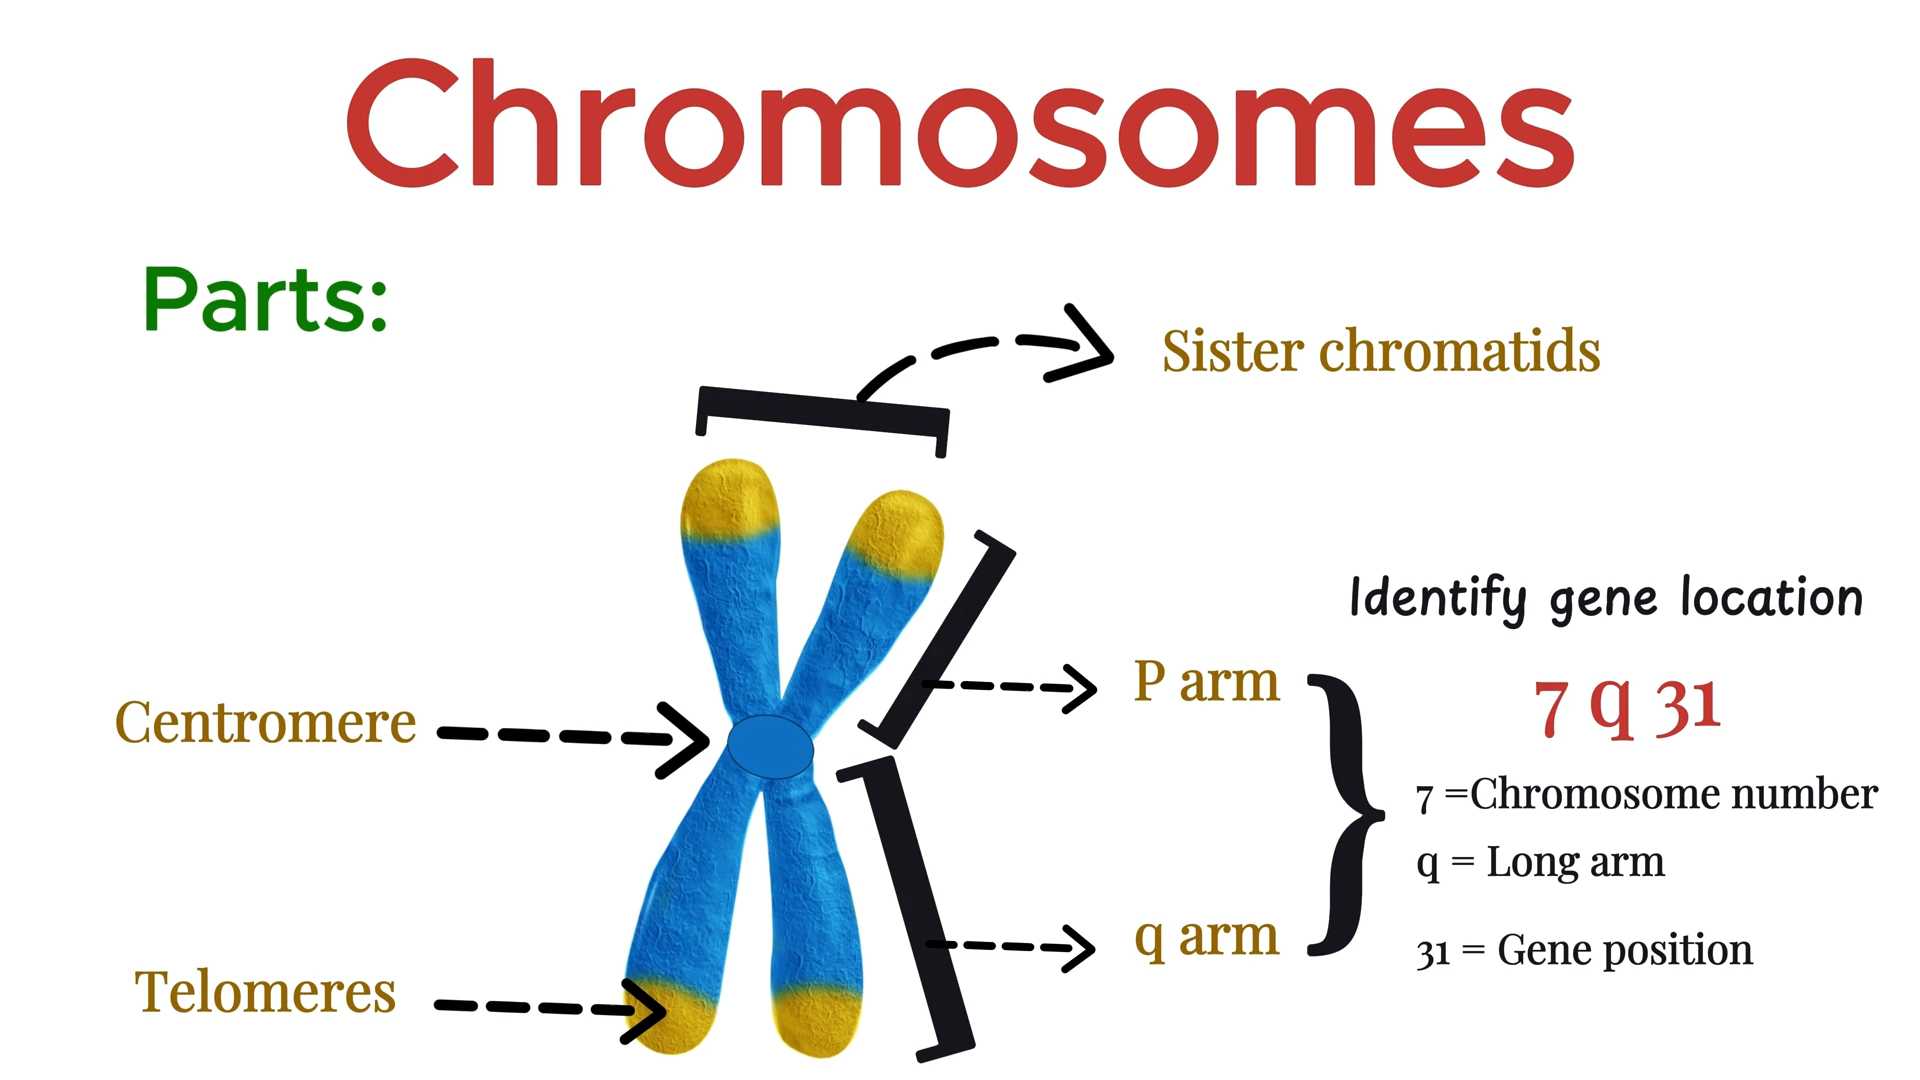 Chromosomes
Parts:
Sister chromatids
Identify gene location
P arm
7 q 31
Centromere
7 =Chromosome number
q = Long arm
q arm
31 = Gene position
Telomeres